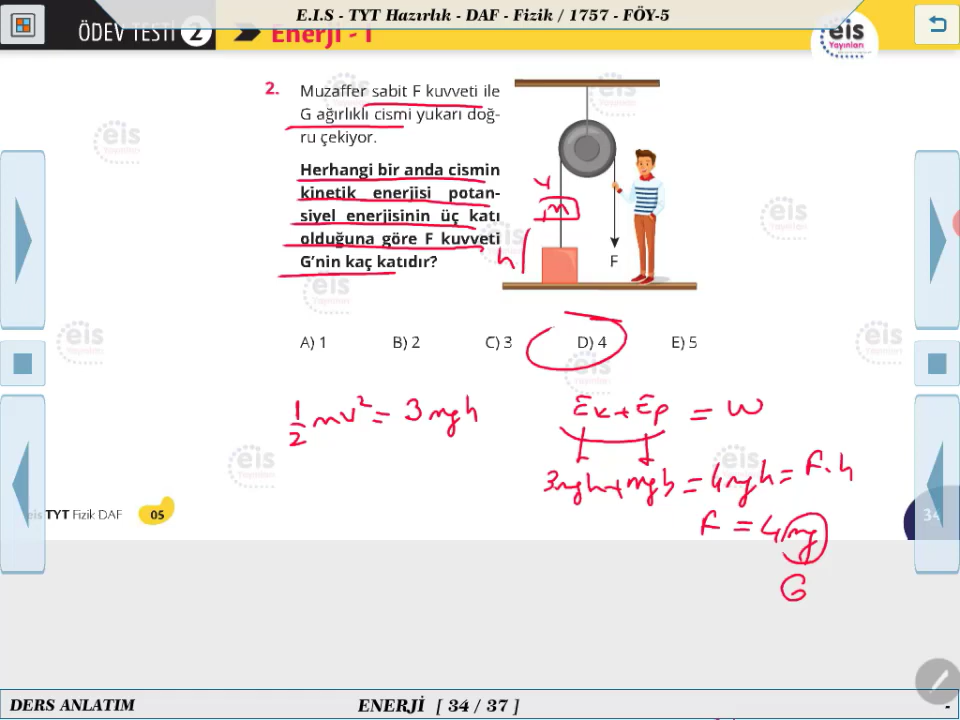 E.I.S - TYT Hazırlık - DAF - Fizik / 1757 - FÖY-5
ÖDEV TESTİ 2
Enerji - I
eis
Yayınları
2. Muzaffer sabit F kuvveti ile
G ağırlıklı cismi yukarı doğ-
ru çekiyor.
Herhangi bir anda cismin
kinetik enerjisi potan-
siyel enerjisinin üç katı
olduğuna göre F kuvveti
G'nin kaç katıdır?
m
h
F
A) 1 B) 2 C) 3 D) 4 E) 5
1/2 mv² = 3mgh
Ek + Ep = W
3mgh + mgh = 4mgh = F.h
F = 4mg
G
eis TYT Fizik DAF 05
34
DERS ANLATIM
ENERJİ [ 34 / 37 ]